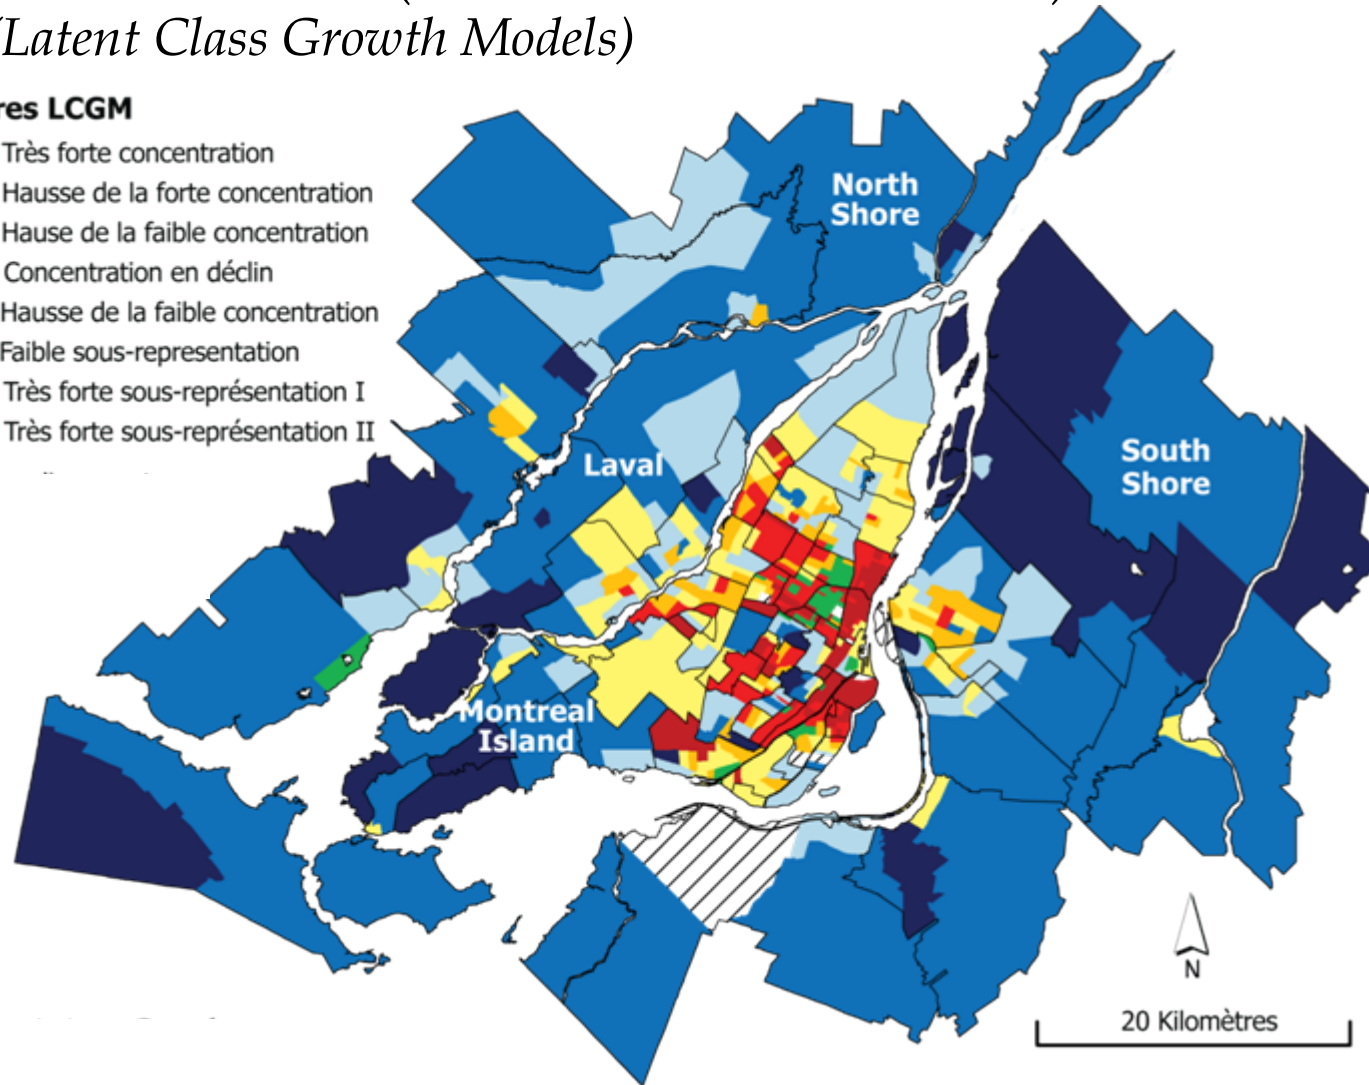 (Latent Class Growth Models)
res LCGM
Très forte concentration
Hausse de la forte concentration
Hause de la faible concentration
Concentration en déclin
Hausse de la faible concentration
Faible sous-representation
Très forte sous-représentation I
Très forte sous-représentation II
North
Shore
Laval
South
Shore
Montreal
Island
N
20 Kilomètres